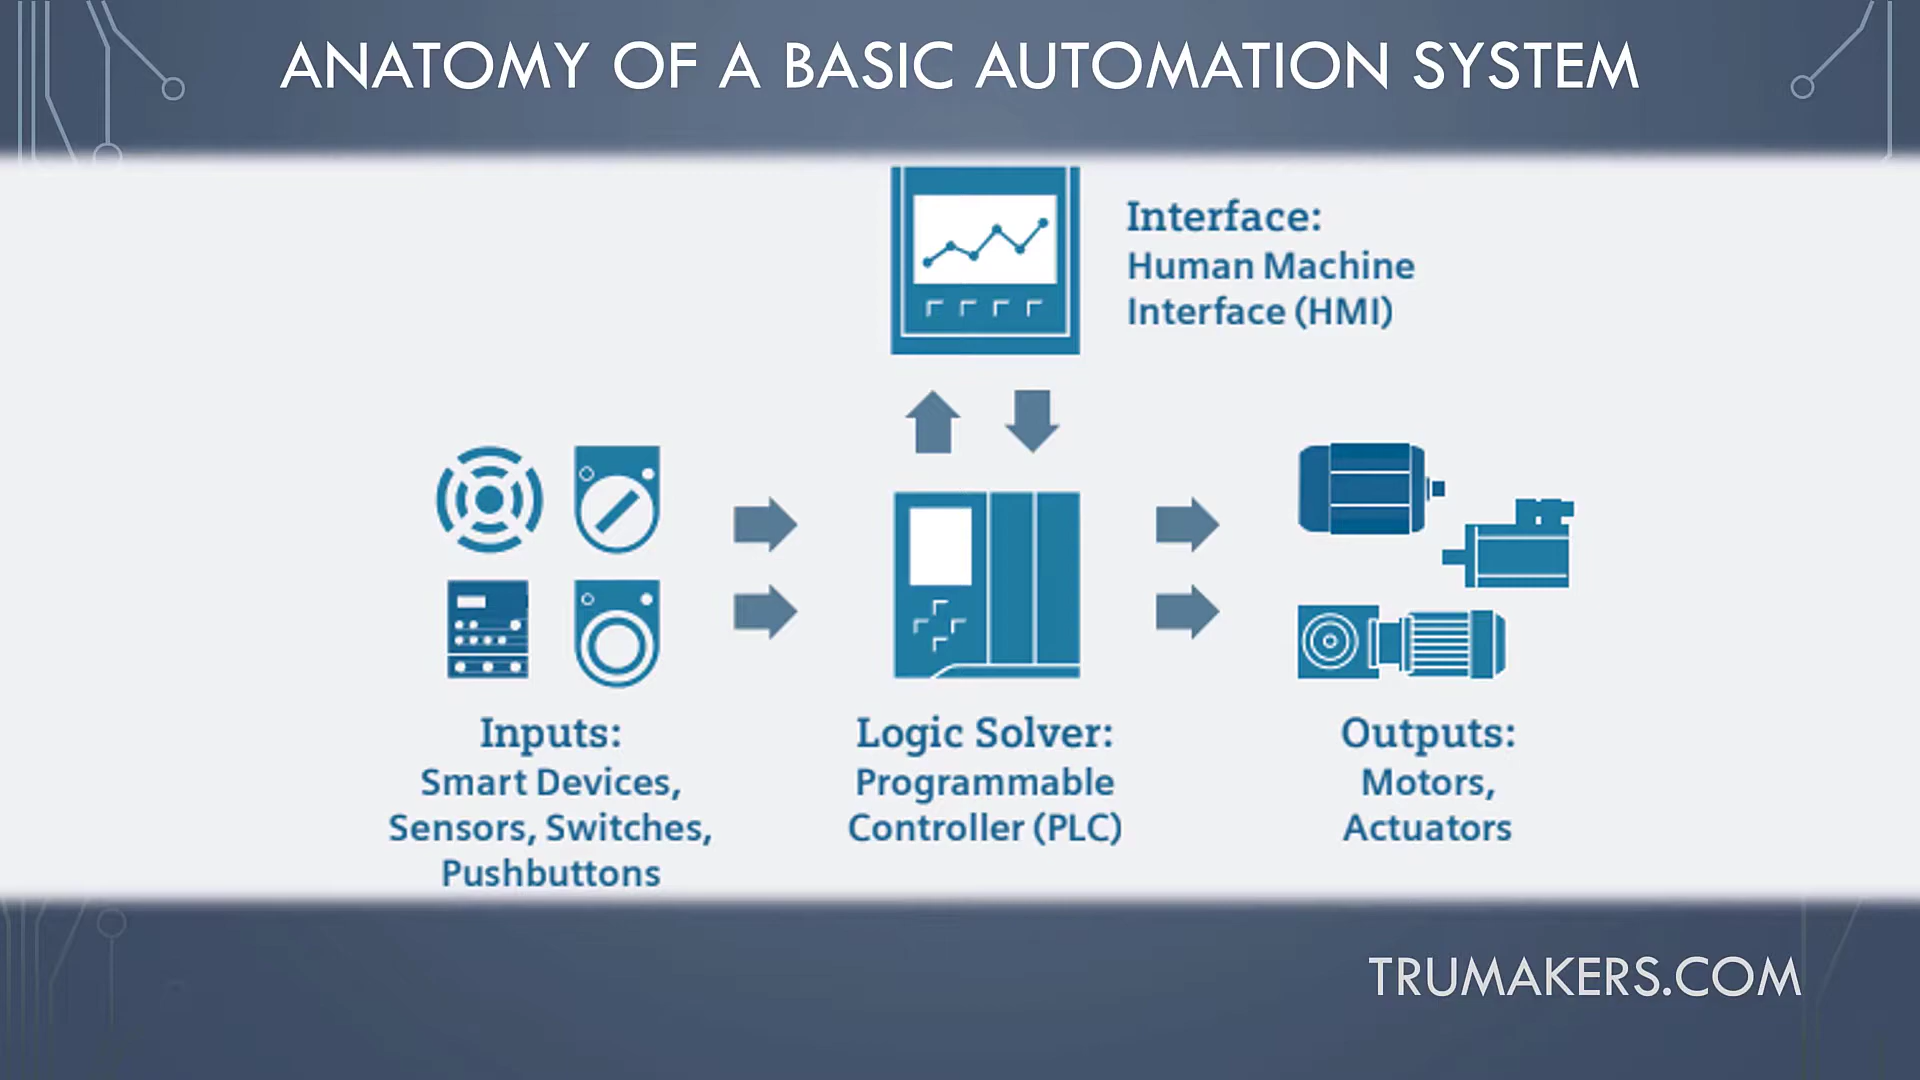 ANATOMY OF A BASIC AUTOMATION SYSTEM
Interface:
Human Machine
Interface (HMI)
Inputs:
Smart Devices,
Sensors, Switches,
Pushbuttons
Logic Solver:
Programmable
Controller (PLC)
Outputs:
Motors,
Actuators
TRUMAKERS.COM